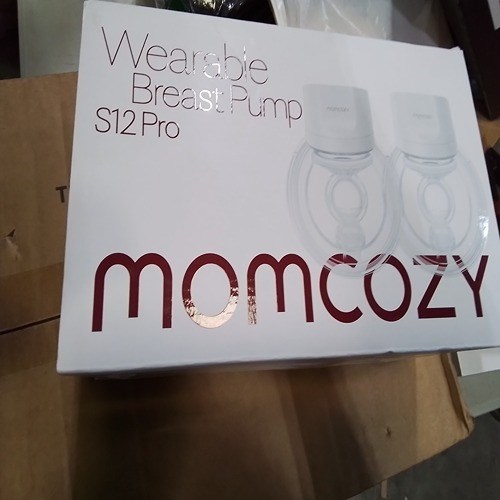 Wearable
Breast Pump
S12 Pro
momcozy